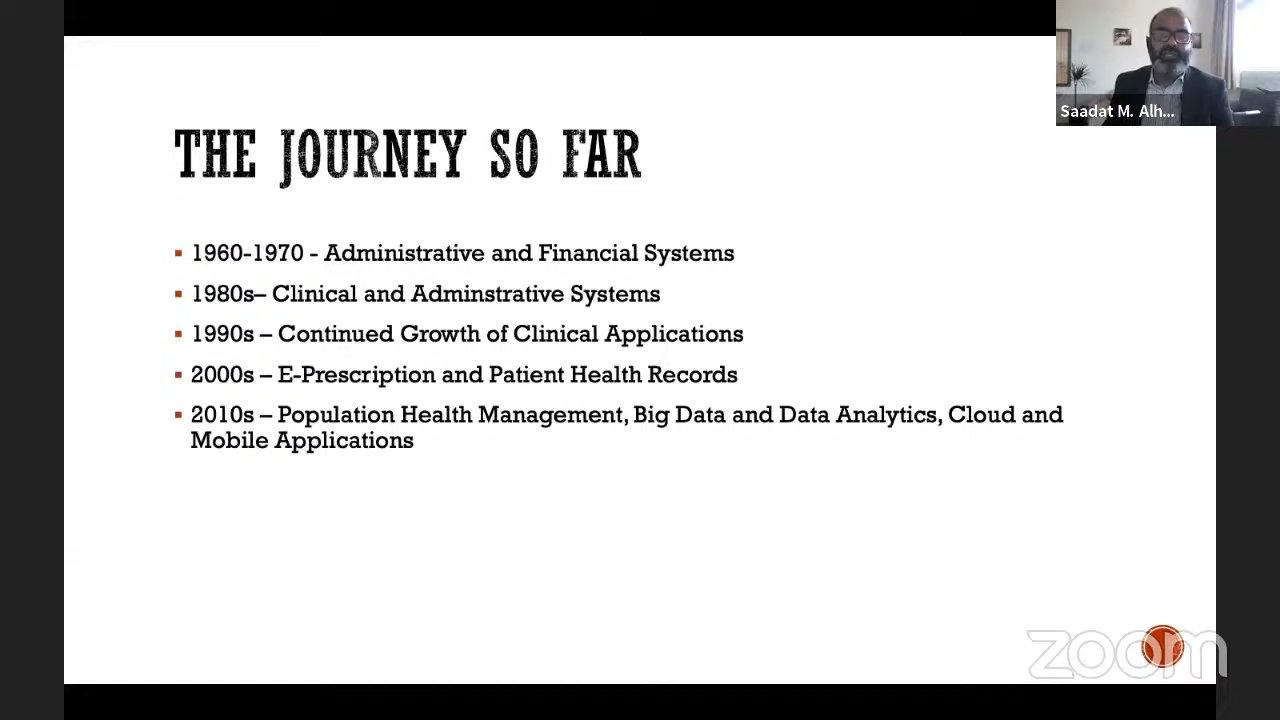 Saadat M. Alh...
THE JOURNEY SO FAR
1960-1970 - Administrative and Financial Systems
1980s– Clinical and Adminstrative Systems
1990s – Continued Growth of Clinical Applications
2000s – E-Prescription and Patient Health Records
2010s – Population Health Management, Big Data and Data Analytics, Cloud and
Mobile Applications
zoom